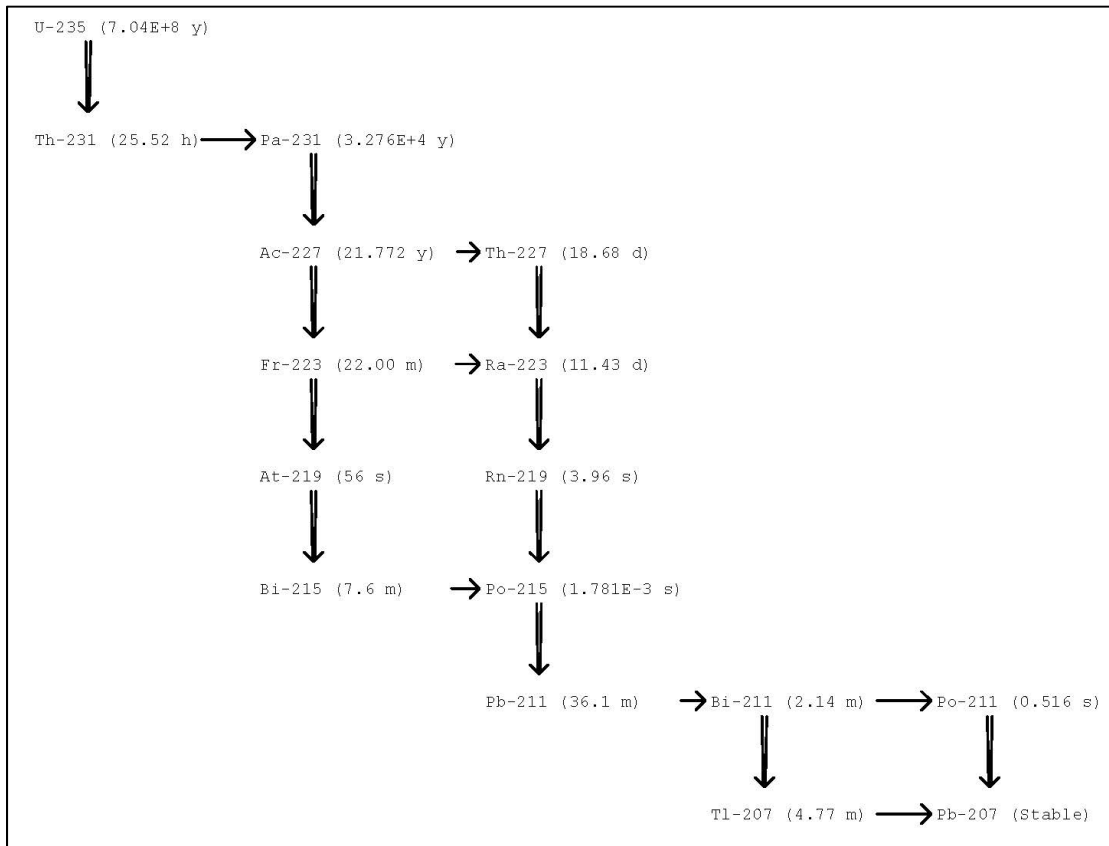 U-235 (7.04E+8 y)
Th-231 (25.52 h) Pa-231 (3.276E+4 y)
Ac-227 (21.772 y) Th-227 (18.68 d)
Fr-223 (22.00 m) Ra-223 (11.43 d)
At-219 (56 s) Rn-219 (3.96 s)
Bi-215 (7.6 m) Po-215 (1.781E-3 s)
Pb-211 (36.1 m) Bi-211 (2.14 m) Po-211 (0.516 s)
Tl-207 (4.77 m) Pb-207 (Stable)